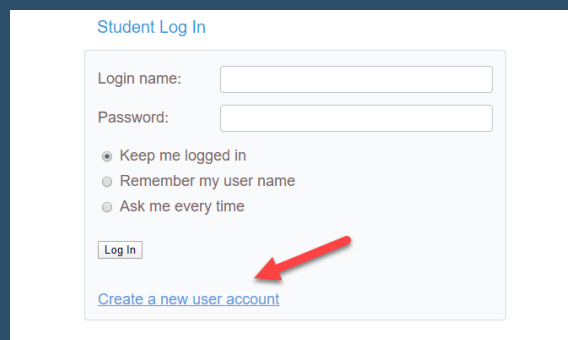 Student Log In
Login name:
Password:
Keep me logged in
Remember my user name
Ask me every time
Log In
Create a new user account